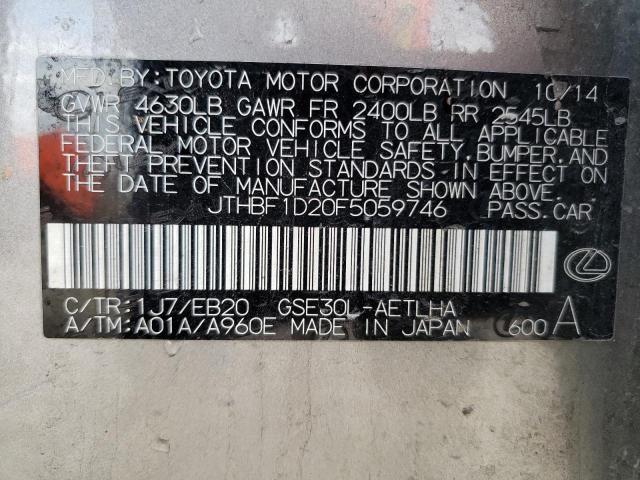 MFD. BY: TOYOTA MOTOR CORPORATION 10/14
GVWR 4630LB GAWR FR 2400LB RR 2545LB
THIS VEHICLE CONFORMS TO ALL APPLICABLE
FEDERAL MOTOR VEHICLE SAFETY, BUMPER, AND
THEFT PREVENTION STANDARDS IN EFFECT ON
THE DATE OF MANUFACTURE SHOWN ABOVE.
JTHBF1D20F5059746 PASS. CAR
C/TR: 1J7/EB20 GSE30L-AETLHA
A/TM: A01A/A960E MADE IN JAPAN 600 A